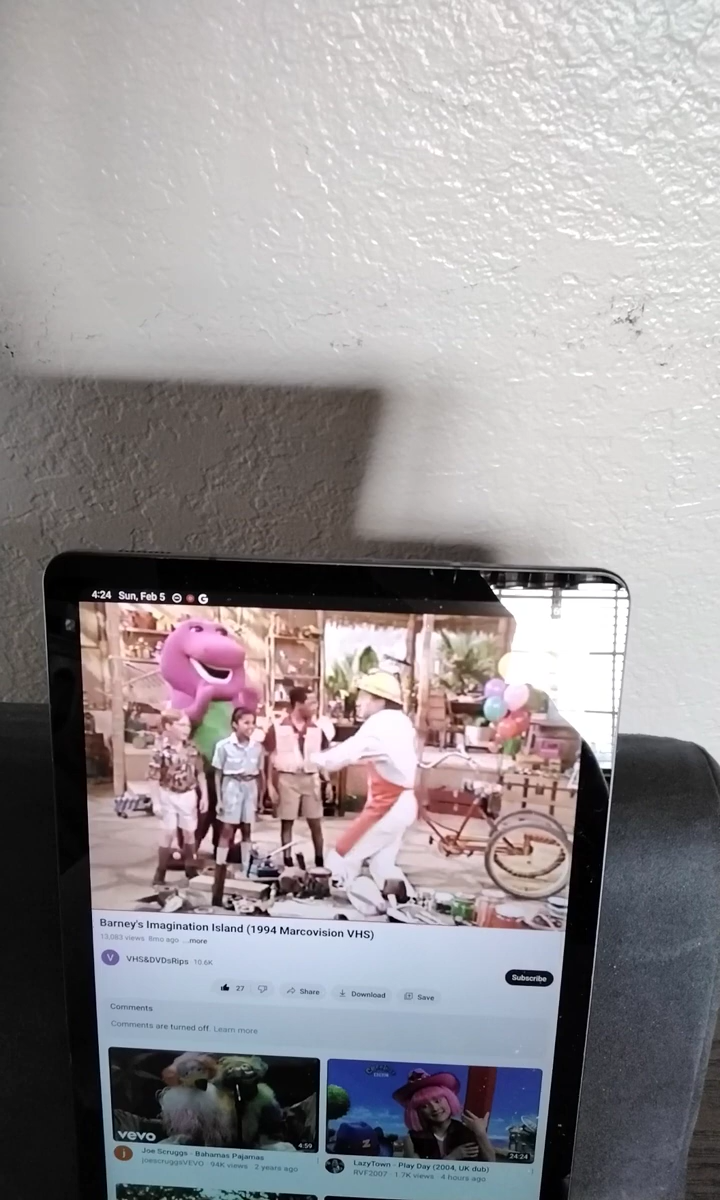 4:24 Sun, Feb 5
Barney's Imagination Island (1994 Marcovision VHS)
13,083 views 8mo ago ...more
V VHS&DVDsRips 10.6K
Subscribe
27 Share Download Save
Comments
Comments are turned off. Learn more
vevo
4:59
24:24
Joe Scruggs - Bahamas Pajamas
joescruggsVEVO · 94K views · 2 years ago
LazyTown - Play Day (2004, UK dub)
RVF2007 · 1.7K views · 4 hours ago